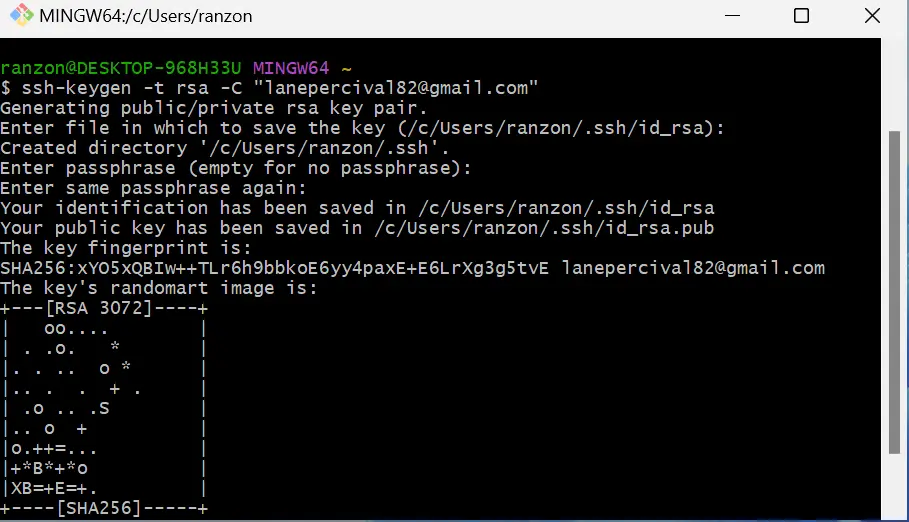 MINGW64:/c/Users/ranzon
ranzon@DESKTOP-968H33U MINGW64 ~
$ ssh-keygen -t rsa -C "lanepercival82@gmail.com"
Generating public/private rsa key pair.
Enter file in which to save the key (/c/Users/ranzon/.ssh/id_rsa):
Created directory '/c/Users/ranzon/.ssh'.
Enter passphrase (empty for no passphrase):
Enter same passphrase again:
Your identification has been saved in /c/Users/ranzon/.ssh/id_rsa
Your public key has been saved in /c/Users/ranzon/.ssh/id_rsa.pub
The key fingerprint is:
SHA256:xYO5xQBIw++TLr6h9bbkoE6yy4paxE+E6LrXg3g5tvE lanepercival82@gmail.com
The key's randomart image is:
+---[RSA 3072]----+
|   oo....        |
| . .o.   *       |
|. . ..  o *      |
|.. .  .  + .     |
| .o .. .S        |
|.. o  +          |
|o.++=...         |
|+*B*+*o          |
|XB=+E=+.         |
+----[SHA256]-----+